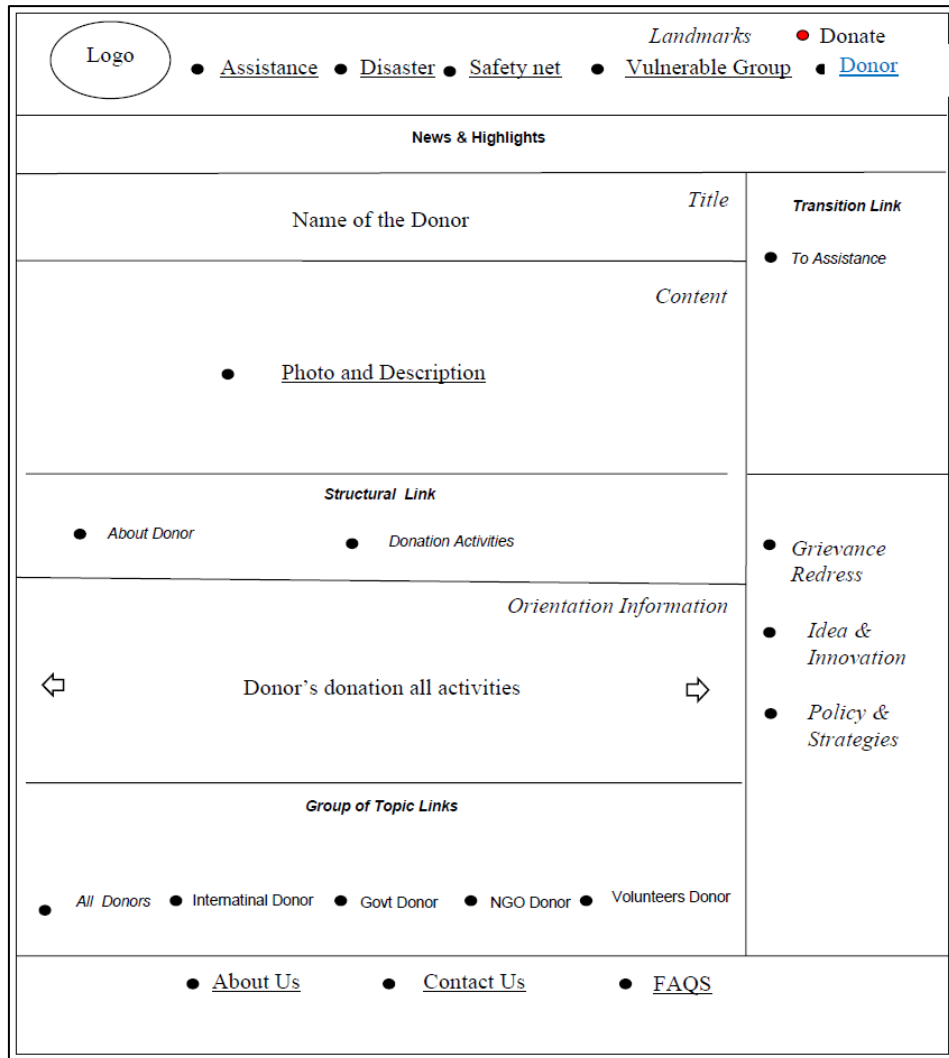 Logo
Landmarks
Donate
Assistance
Disaster
Safety net
Vulnerable Group
Donor
News & Highlights
Title
Name of the Donor
Transition Link
To Assistance
Content
Photo and Description
Structural Link
About Donor
Donation Activities
Grievance
Redress
Idea &
Innovation
Policy &
Strategies
Orientation Information
Donor’s donation all activities
Group of Topic Links
All Donors
Internatinal Donor
Govt Donor
NGO Donor
Volunteers Donor
About Us
Contact Us
FAQS